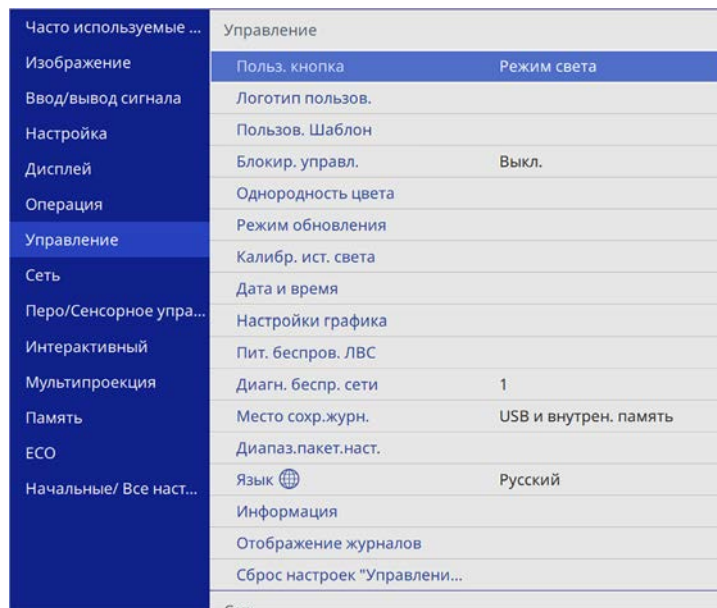 Часто используемые ...
Изображение
Ввод/вывод сигнала
Настройка
Дисплей
Операция
Управление
Сеть
Перо/Сенсорное упра...
Интерактивный
Мультипроекция
Память
ECO
Начальные/ Все наст...
Управление
Польз. кнопка Режим света
Логотип пользов.
Пользов. Шаблон
Блокир. управл. Выкл.
Однородность цвета
Режим обновления
Калибр. ист. света
Дата и время
Настройки графика
Пит. беспров. ЛВС
Диагн. беспр. сети 1
Место сохр.журн. USB и внутрен. память
Диапаз.пакет.наст.
Язык Русский
Информация
Отображение журналов
Сброс настроек "Управлени...